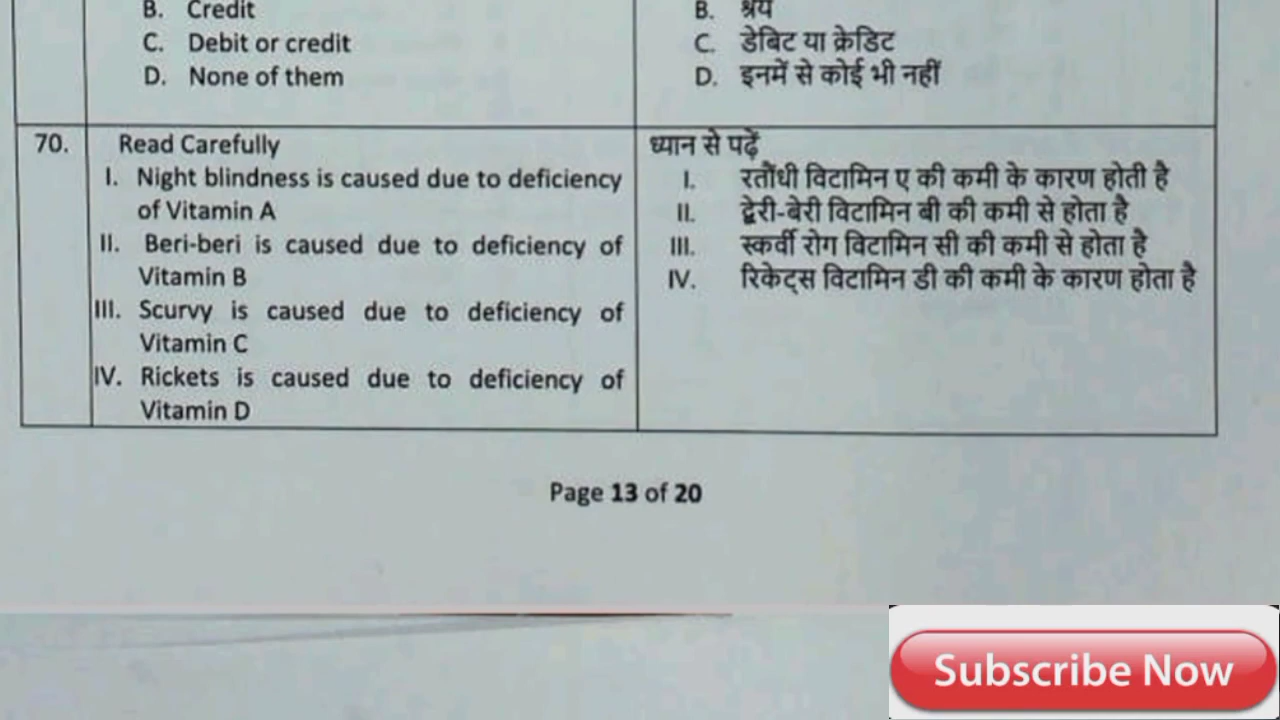 B. Credit
C. Debit or credit
D. None of them
B. श्रेय
C. डेबिट या क्रेडिट
D. इनमें से कोई भी नहीं
70.
Read Carefully
I. Night blindness is caused due to deficiency
of Vitamin A
II. Beri-beri is caused due to deficiency of
Vitamin B
III. Scurvy is caused due to deficiency of
Vitamin C
IV. Rickets is caused due to deficiency of
Vitamin D
ध्यान से पढ़ें
I. रतौंधी विटामिन ए की कमी के कारण होती है
II. द्वेरी-बेरी विटामिन बी की कमी से होता है
III. स्कर्वी रोग विटामिन सी की कमी से होता है
IV. रिकेट्स विटामिन डी की कमी के कारण होता है
Page 13 of 20
Subscribe Now